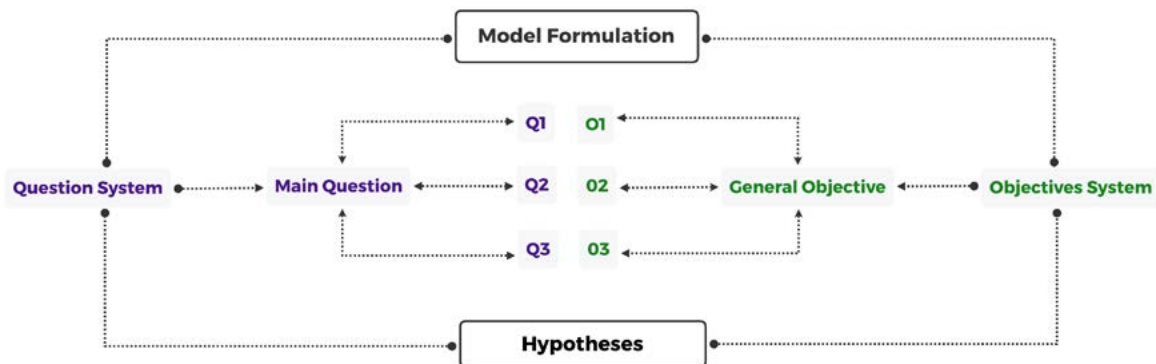 Model Formulation
Q1 O1
Question System Main Question Q2 02 General Objective Objectives System
Q3 03
Hypotheses